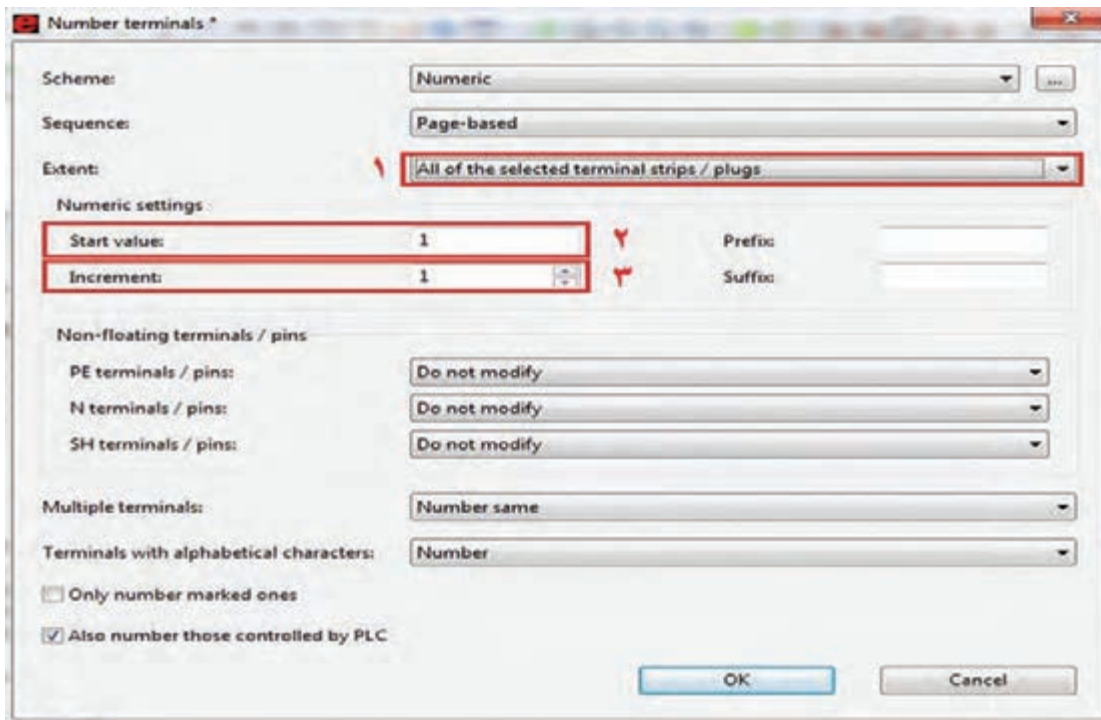 Number terminals *
Scheme: Numeric ...
Sequence: Page-based
Extent: ۱ All of the selected terminal strips / plugs
Numeric settings
Start value: 1 ۲ Prefix:
Increment: 1 ۳ Suffix:
Non-floating terminals / pins
PE terminals / pins: Do not modify
N terminals / pins: Do not modify
SH terminals / pins: Do not modify
Multiple terminals: Number same
Terminals with alphabetical characters: Number
Only number marked ones
Also number those controlled by PLC
OK Cancel